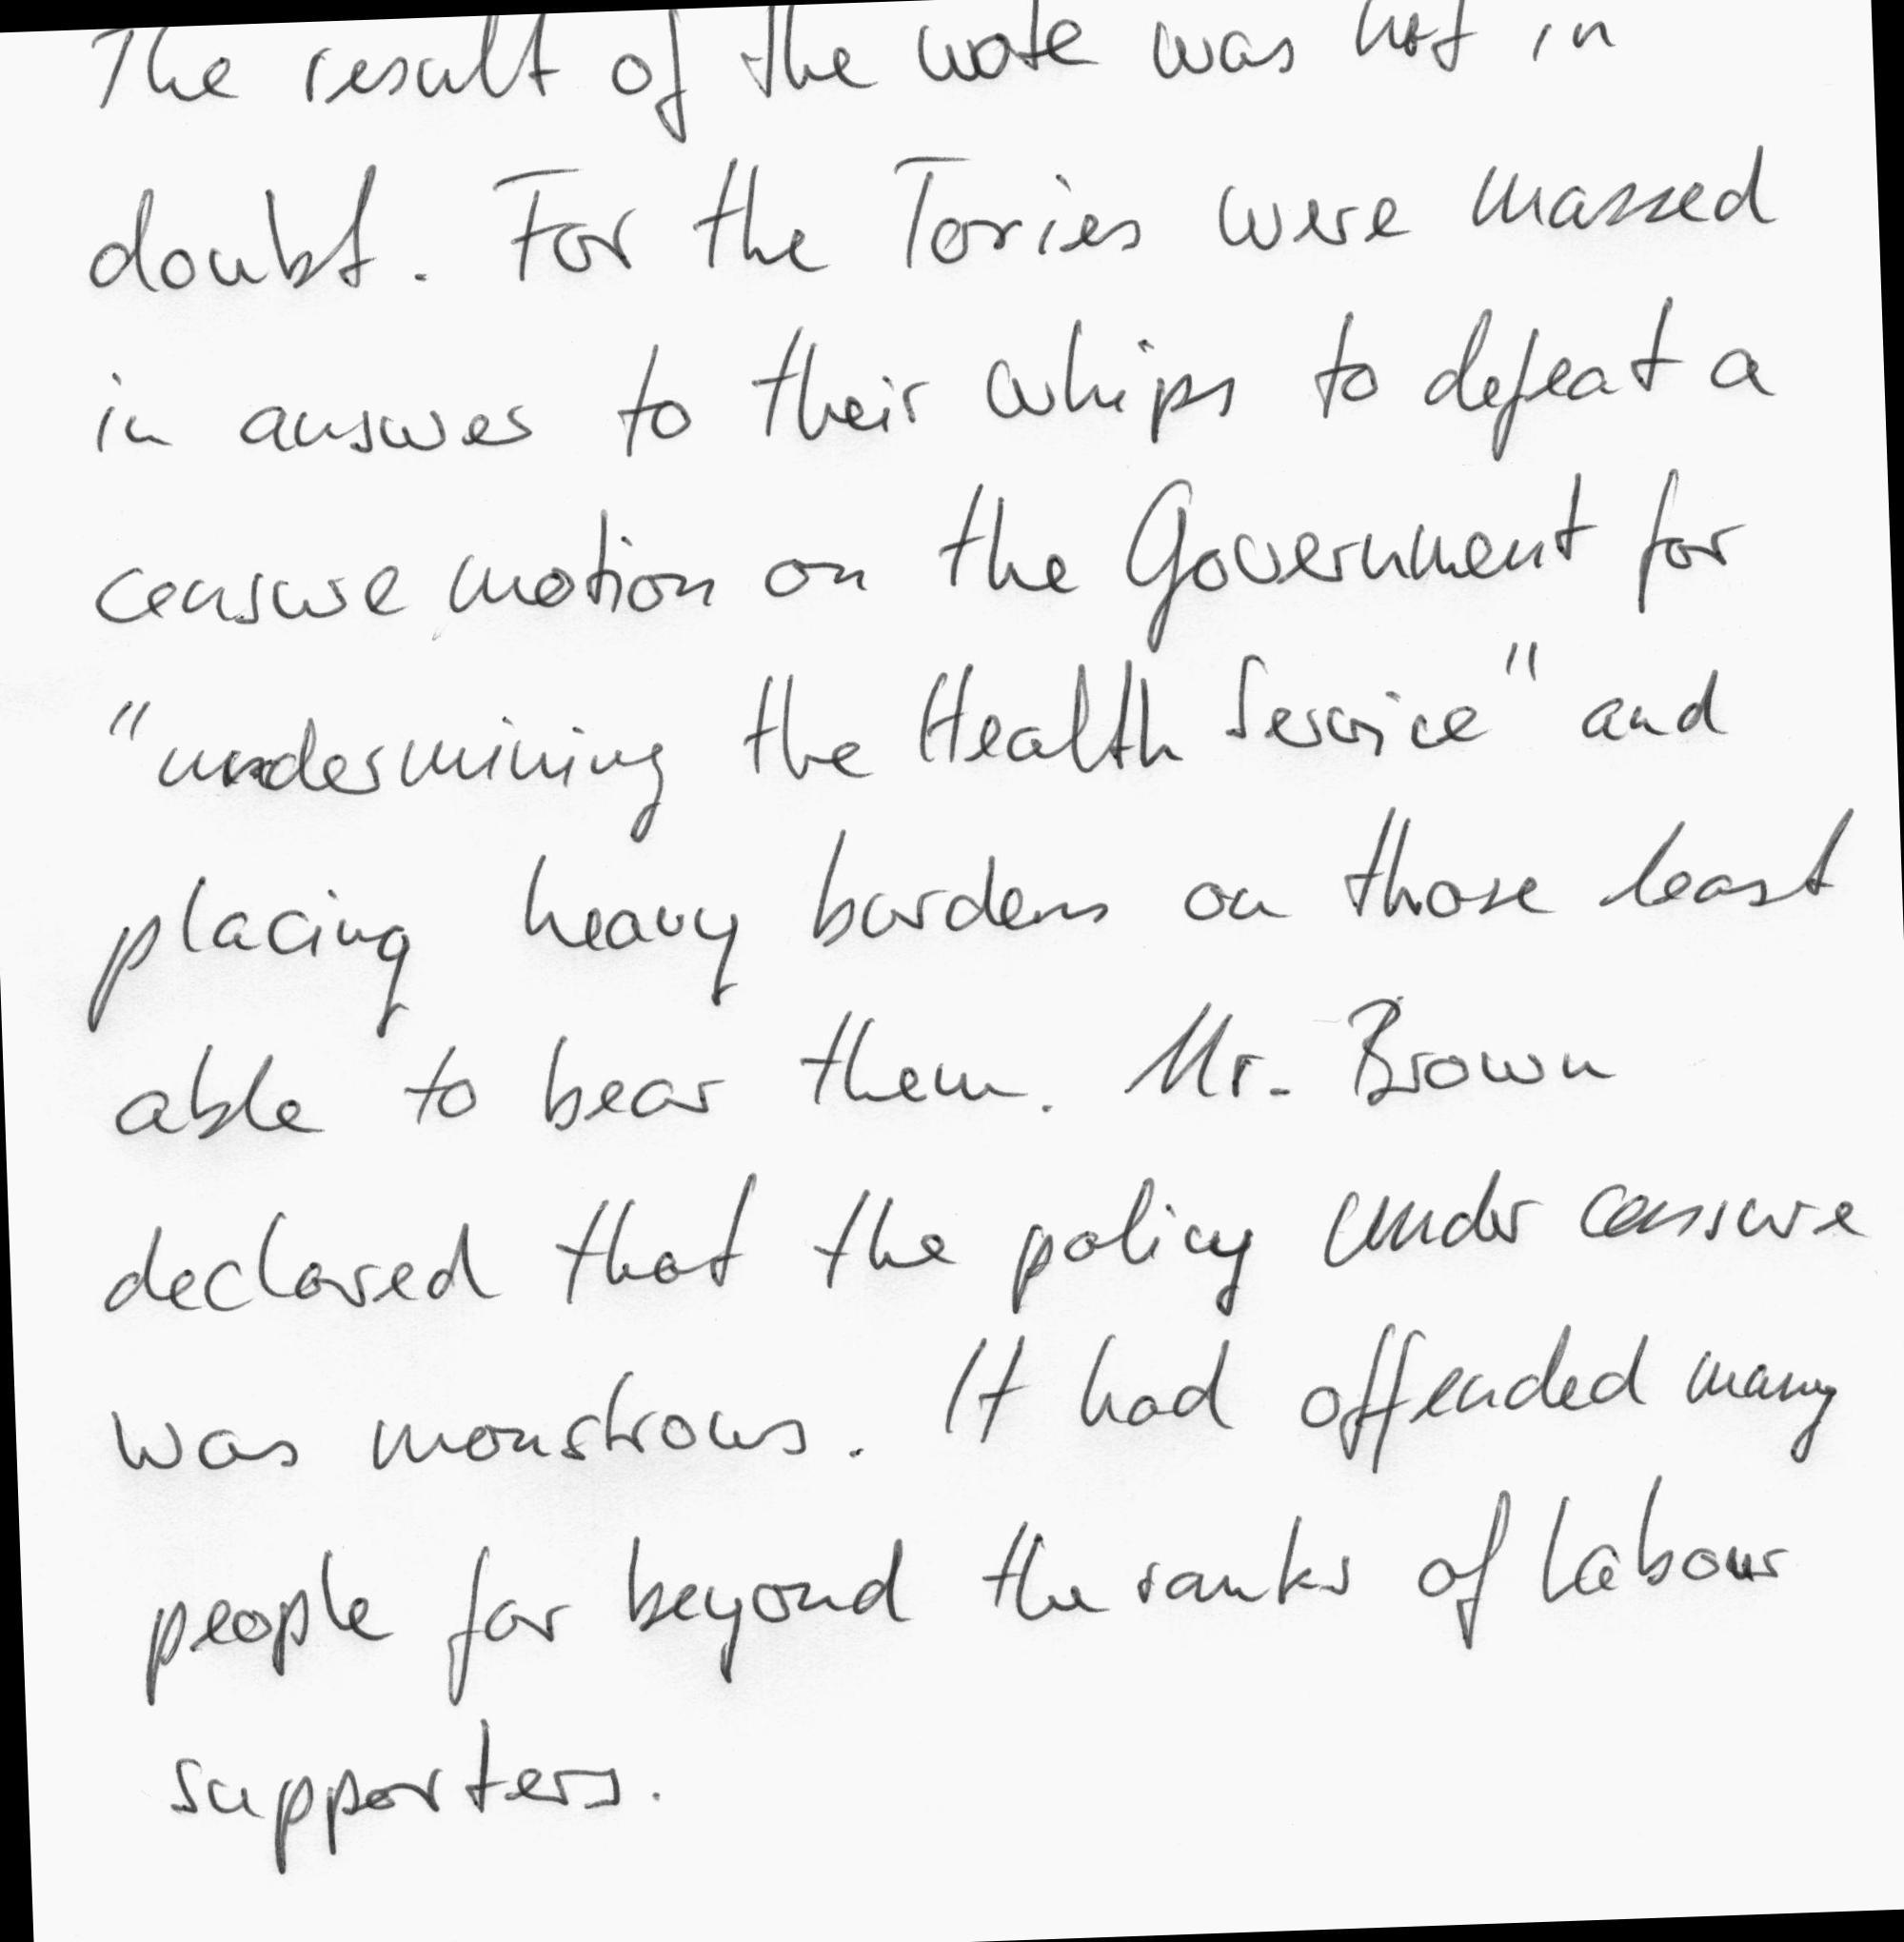 The result of the vote was not in
doubt. For the Tories were massed
in answer to their whips to defeat a
censure motion on the Government for
"undermining the Health Service" and
placing heavy burdens on those least
able to bear them. Mr. Brown
declared that the policy under censure
was monstrous. It had offended many
people far beyond the ranks of Labour
supporters.